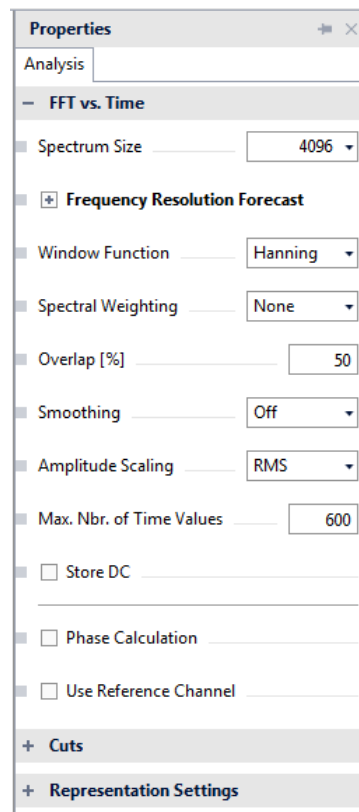 Properties
Analysis
FFT vs. Time
Spectrum Size 4096
Frequency Resolution Forecast
Window Function Hanning
Spectral Weighting None
Overlap [%] 50
Smoothing Off
Amplitude Scaling RMS
Max. Nbr. of Time Values 600
Store DC
Phase Calculation
Use Reference Channel
Cuts
Representation Settings